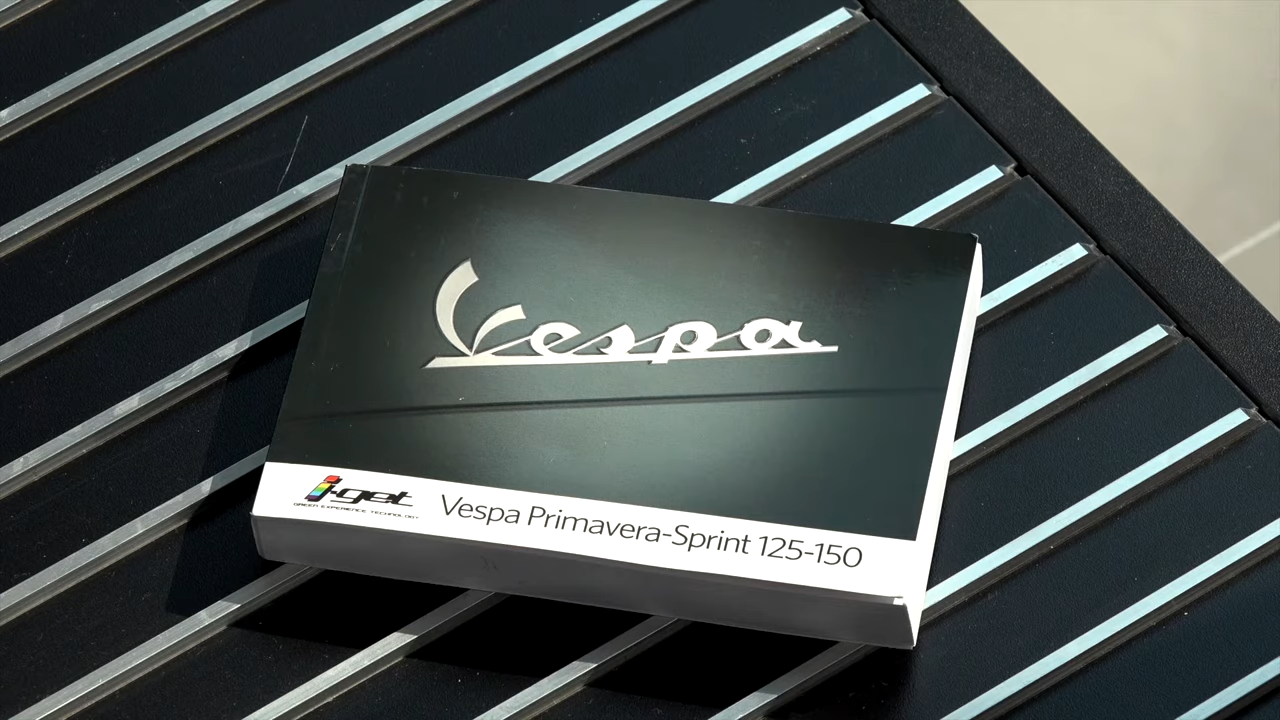 Vespa
i-get
GREEN EXPERIENCE TECHNOLOGY
Vespa Primavera-Sprint 125-150